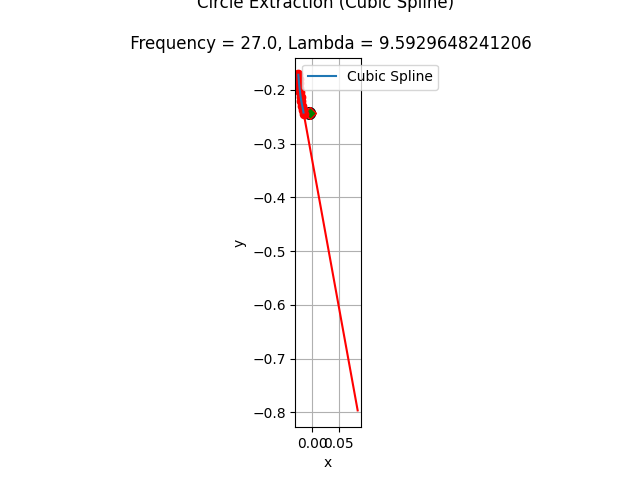 Circle Extraction (Cubic Spline)
Frequency = 27.0, Lambda = 9.5929648241206
Cubic Spline
−0.2
−0.3
−0.4
−0.5
−0.6
−0.7
−0.8
y
0.00 0.05
x